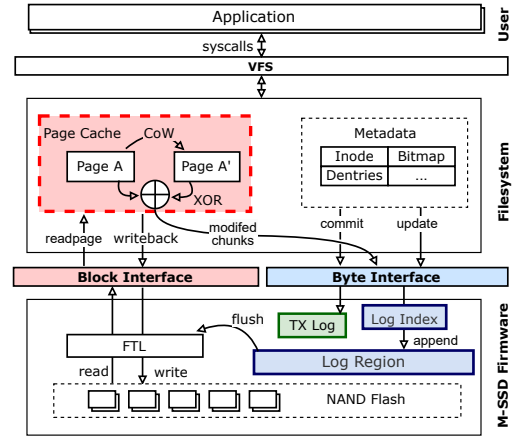 Application
User
syscalls
VFS
Page Cache
CoW
Page A
Page A'
XOR
Metadata
Inode
Bitmap
Dentries
...
Filesystem
readpage
writeback
modifed
chunks
commit
update
Block Interface
Byte Interface
TX Log
Log Index
flush
append
FTL
Log Region
read
write
NAND Flash
M-SSD Firmware